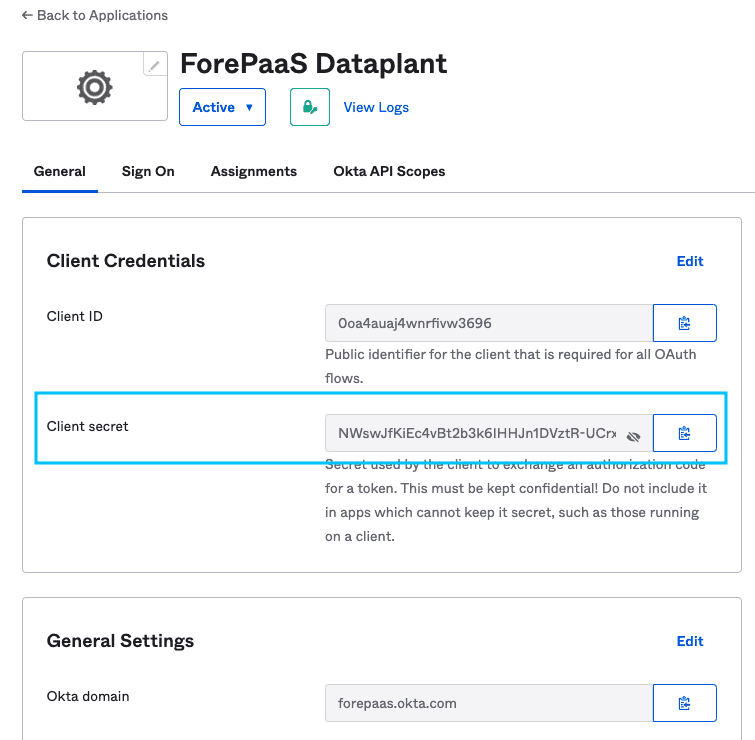 ← Back to Applications
ForePaaS Dataplant
Active ▼
View Logs
General Sign On Assignments Okta API Scopes
Client Credentials
Edit
Client ID
0oa4auaj4wnrfivw3696
Public identifier for the client that is required for all OAuth
flows.
Client secret
NWswJfKiEc4vBt2b3k6lHHJn1DVztR-UCrx
Secret used by the client to exchange an authorization code
for a token. This must be kept confidential! Do not include it
in apps which cannot keep it secret, such as those running
on a client.
General Settings
Edit
Okta domain
forepaas.okta.com